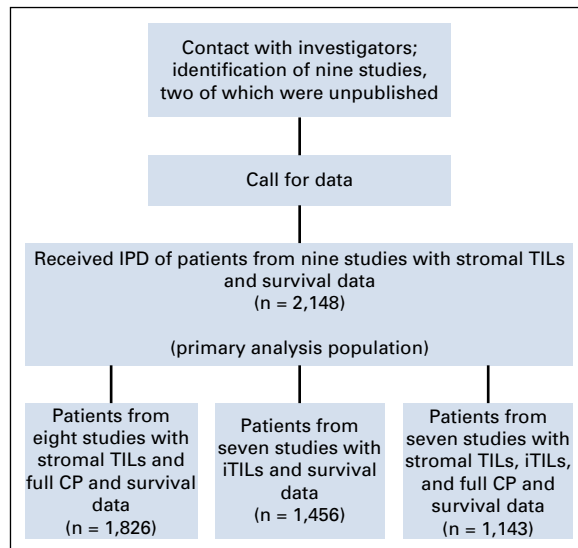 Contact with investigators;
identification of nine studies,
two of which were unpublished
Call for data
Received IPD of patients from nine studies with stromal TILs
and survival data
(n = 2,148)
(primary analysis population)
Patients from
eight studies with
stromal TILs and
full CP and survival
data
(n = 1,826)
Patients from
seven studies with
iTILs and survival
data
(n = 1,456)
Patients from
seven studies with
stromal TILs, iTILs,
and full CP and
survival data
(n = 1,143)